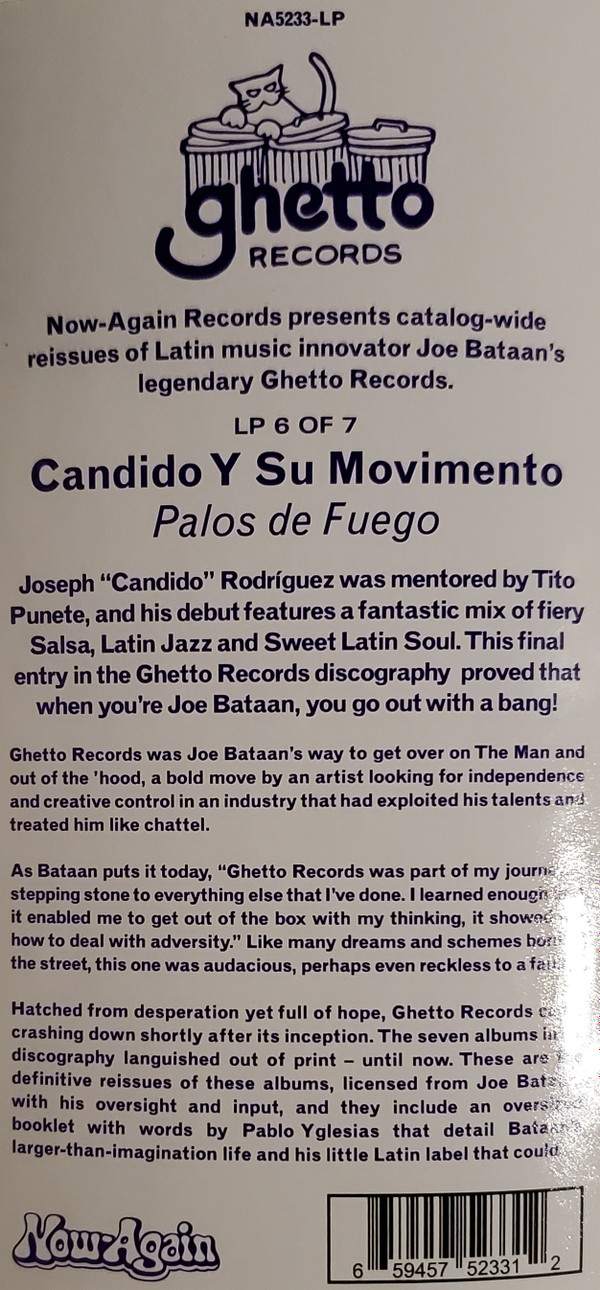 NA5233-LP
ghetto
RECORDS
Now-Again Records presents catalog-wide
reissues of Latin music innovator Joe Bataan's
legendary Ghetto Records.
LP 6 OF 7
Candido Y Su Movimento
Palos de Fuego
Joseph “Candido” Rodríguez was mentored by Tito
Punete, and his debut features a fantastic mix of fiery
Salsa, Latin Jazz and Sweet Latin Soul. This final
entry in the Ghetto Records discography proved that
when you're Joe Bataan, you go out with a bang!
Ghetto Records was Joe Bataan's way to get over on The Man and
out of the 'hood, a bold move by an artist looking for independence
and creative control in an industry that had exploited his talents and
treated him like chattel.
As Bataan puts it today, “Ghetto Records was part of my
stepping stone to everything else that I've done. I learned enough
it enabled me to get out of the box with my thinking, it showed
how to deal with adversity.” Like many dreams and schemes
the street, this one was audacious, perhaps even reckless to a
Hatched from desperation yet full of hope, Ghetto Records
crashing down shortly after its inception. The seven albums in
discography languished out of print – until now. These are
definitive reissues of these albums, licensed from Joe
with his oversight and input, and they include an
booklet with words by Pablo Yglesias that detail Bataan's
larger-than-imagination life and his little Latin label that could
Now-Again
6 59457 52331 2